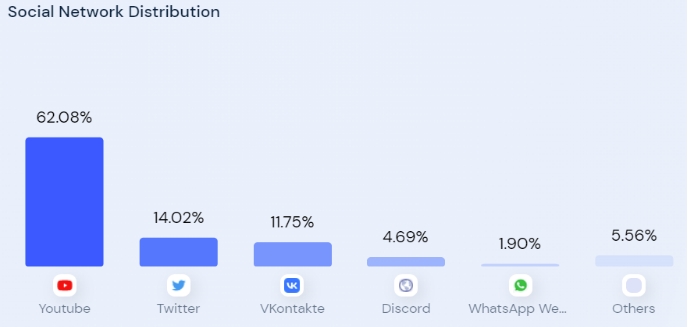 Social Network Distribution
62.08%
14.02%
11.75%
4.69%
1.90%
5.56%
Youtube
Twitter
VKontakte
Discord
WhatsApp We...
Others